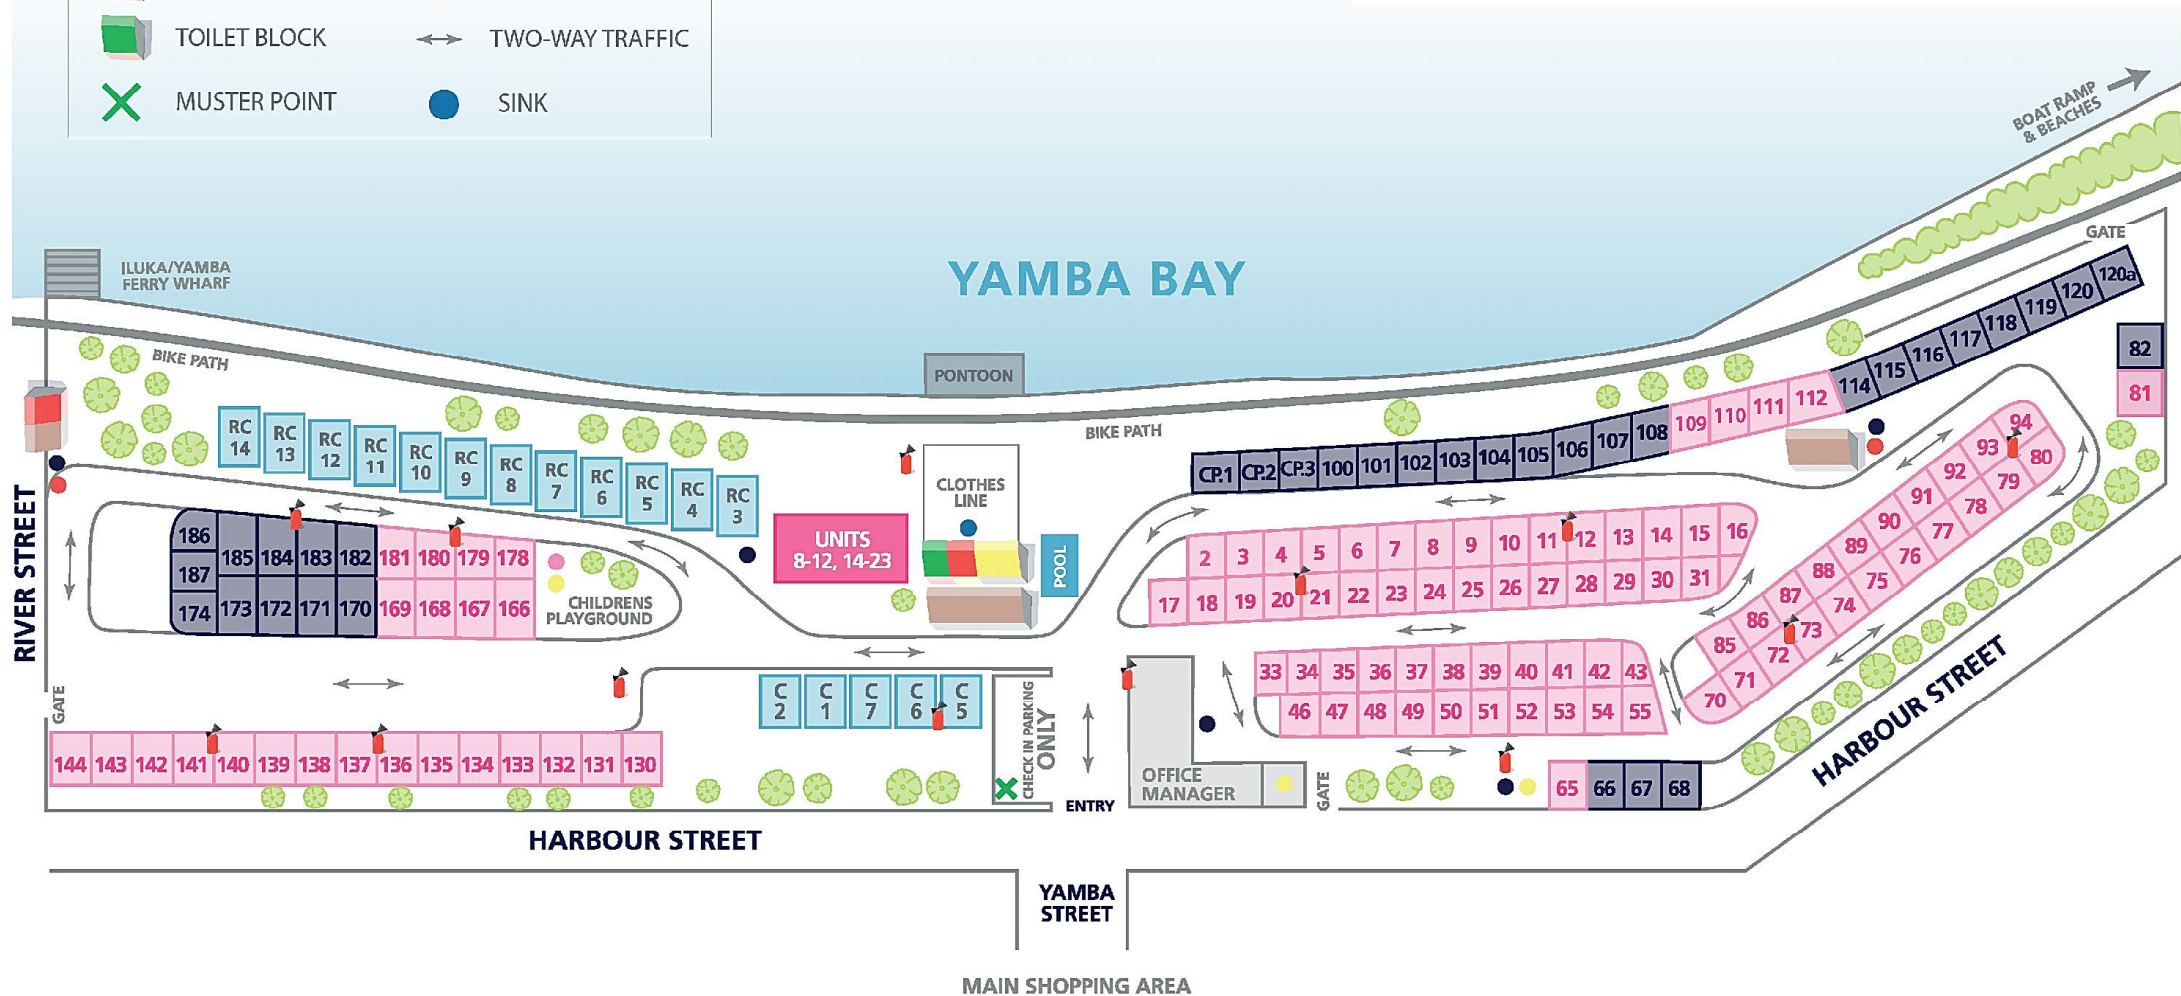 TOILET BLOCK
TWO-WAY TRAFFIC
MUSTER POINT
SINK
BOAT RAMP
& BEACHES
GATE
ILUKA/YAMBA
FERRY WHARF
YAMBA BAY
BIKE PATH
PONTOON
BIKE PATH
120a
120
119
118
117
116
115
114
112
111
110
109
108
107
106
105
104
103
102
101
100
CP.3
CP.2
CP.1
82
81
RC
14
RC
13
RC
12
RC
11
RC
10
RC
9
RC
8
RC
7
RC
6
RC
5
RC
4
RC
3
CLOTHES
LINE
UNITS
8-12, 14-23
POOL
RIVER STREET
186
187
174
185 184 183 182 181 180 179 178
173 172 171 170 169 168 167 166
CHILDRENS
PLAYGROUND
2 3 4 5 6 7 8 9 10 11 12 13 14 15 16
17 18 19 20 21 22 23 24 25 26 27 28 29 30 31
94
93
92
91
90
89
88
87
86
85
80
79
78
77
76
75
74
73
72
71
70
33 34 35 36 37 38 39 40 41 42 43
46 47 48 49 50 51 52 53 54 55
GATE
C
2
C
1
C
7
C
6
C
5
CHECK IN PARKING
ONLY
144 143 142 141 140 139 138 137 136 135 134 133 132 131 130
OFFICE
MANAGER
GATE
65 66 67 68
ENTRY
HARBOUR STREET
HARBOUR STREET
YAMBA
STREET
MAIN SHOPPING AREA